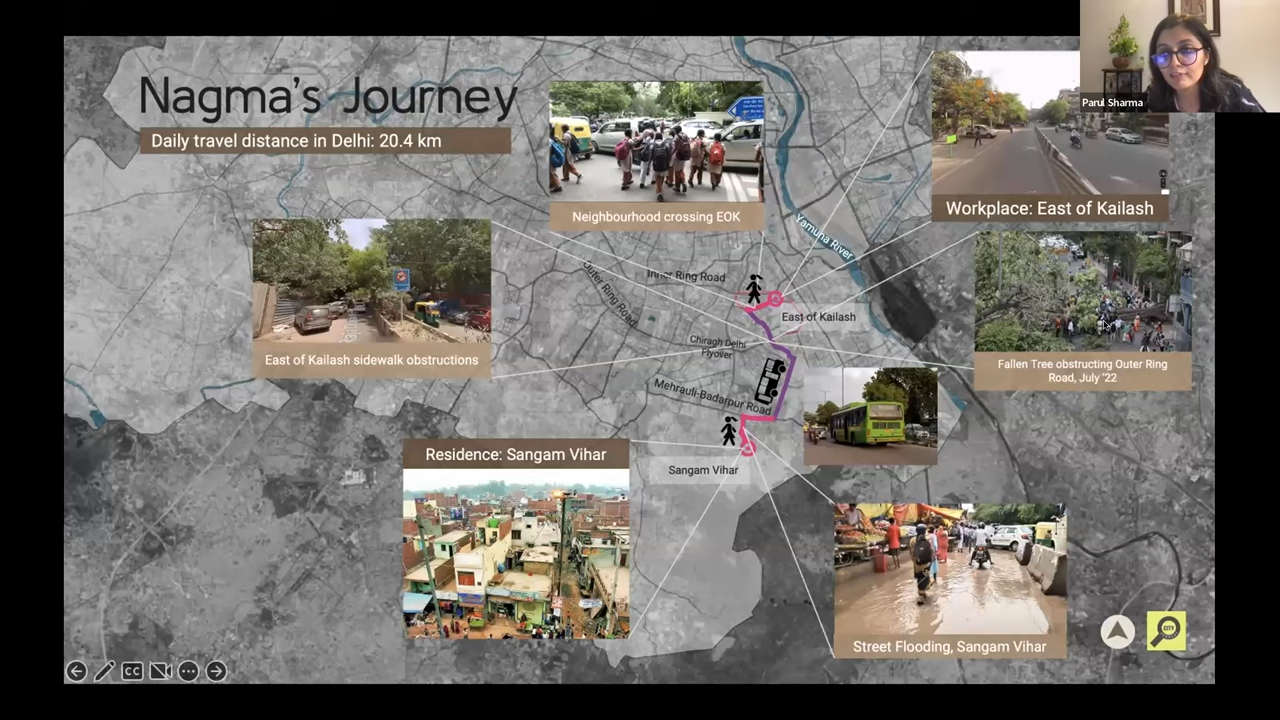 Nagma's Journey
Daily travel distance in Delhi: 20.4 km
Parul Sharma
Neighbourhood crossing EOK
Workplace: East of Kailash
Yamuna River
Inner Ring Road
Outer Ring Road
East of Kailash
East of Kailash sidewalk obstructions
Chiragh Delhi
Flyover
Fallen Tree obstructing Outer Ring
Road, July '22
Mehrauli-Badarpur Road
Residence: Sangam Vihar
Sangam Vihar
Street Flooding, Sangam Vihar
CITY
CC